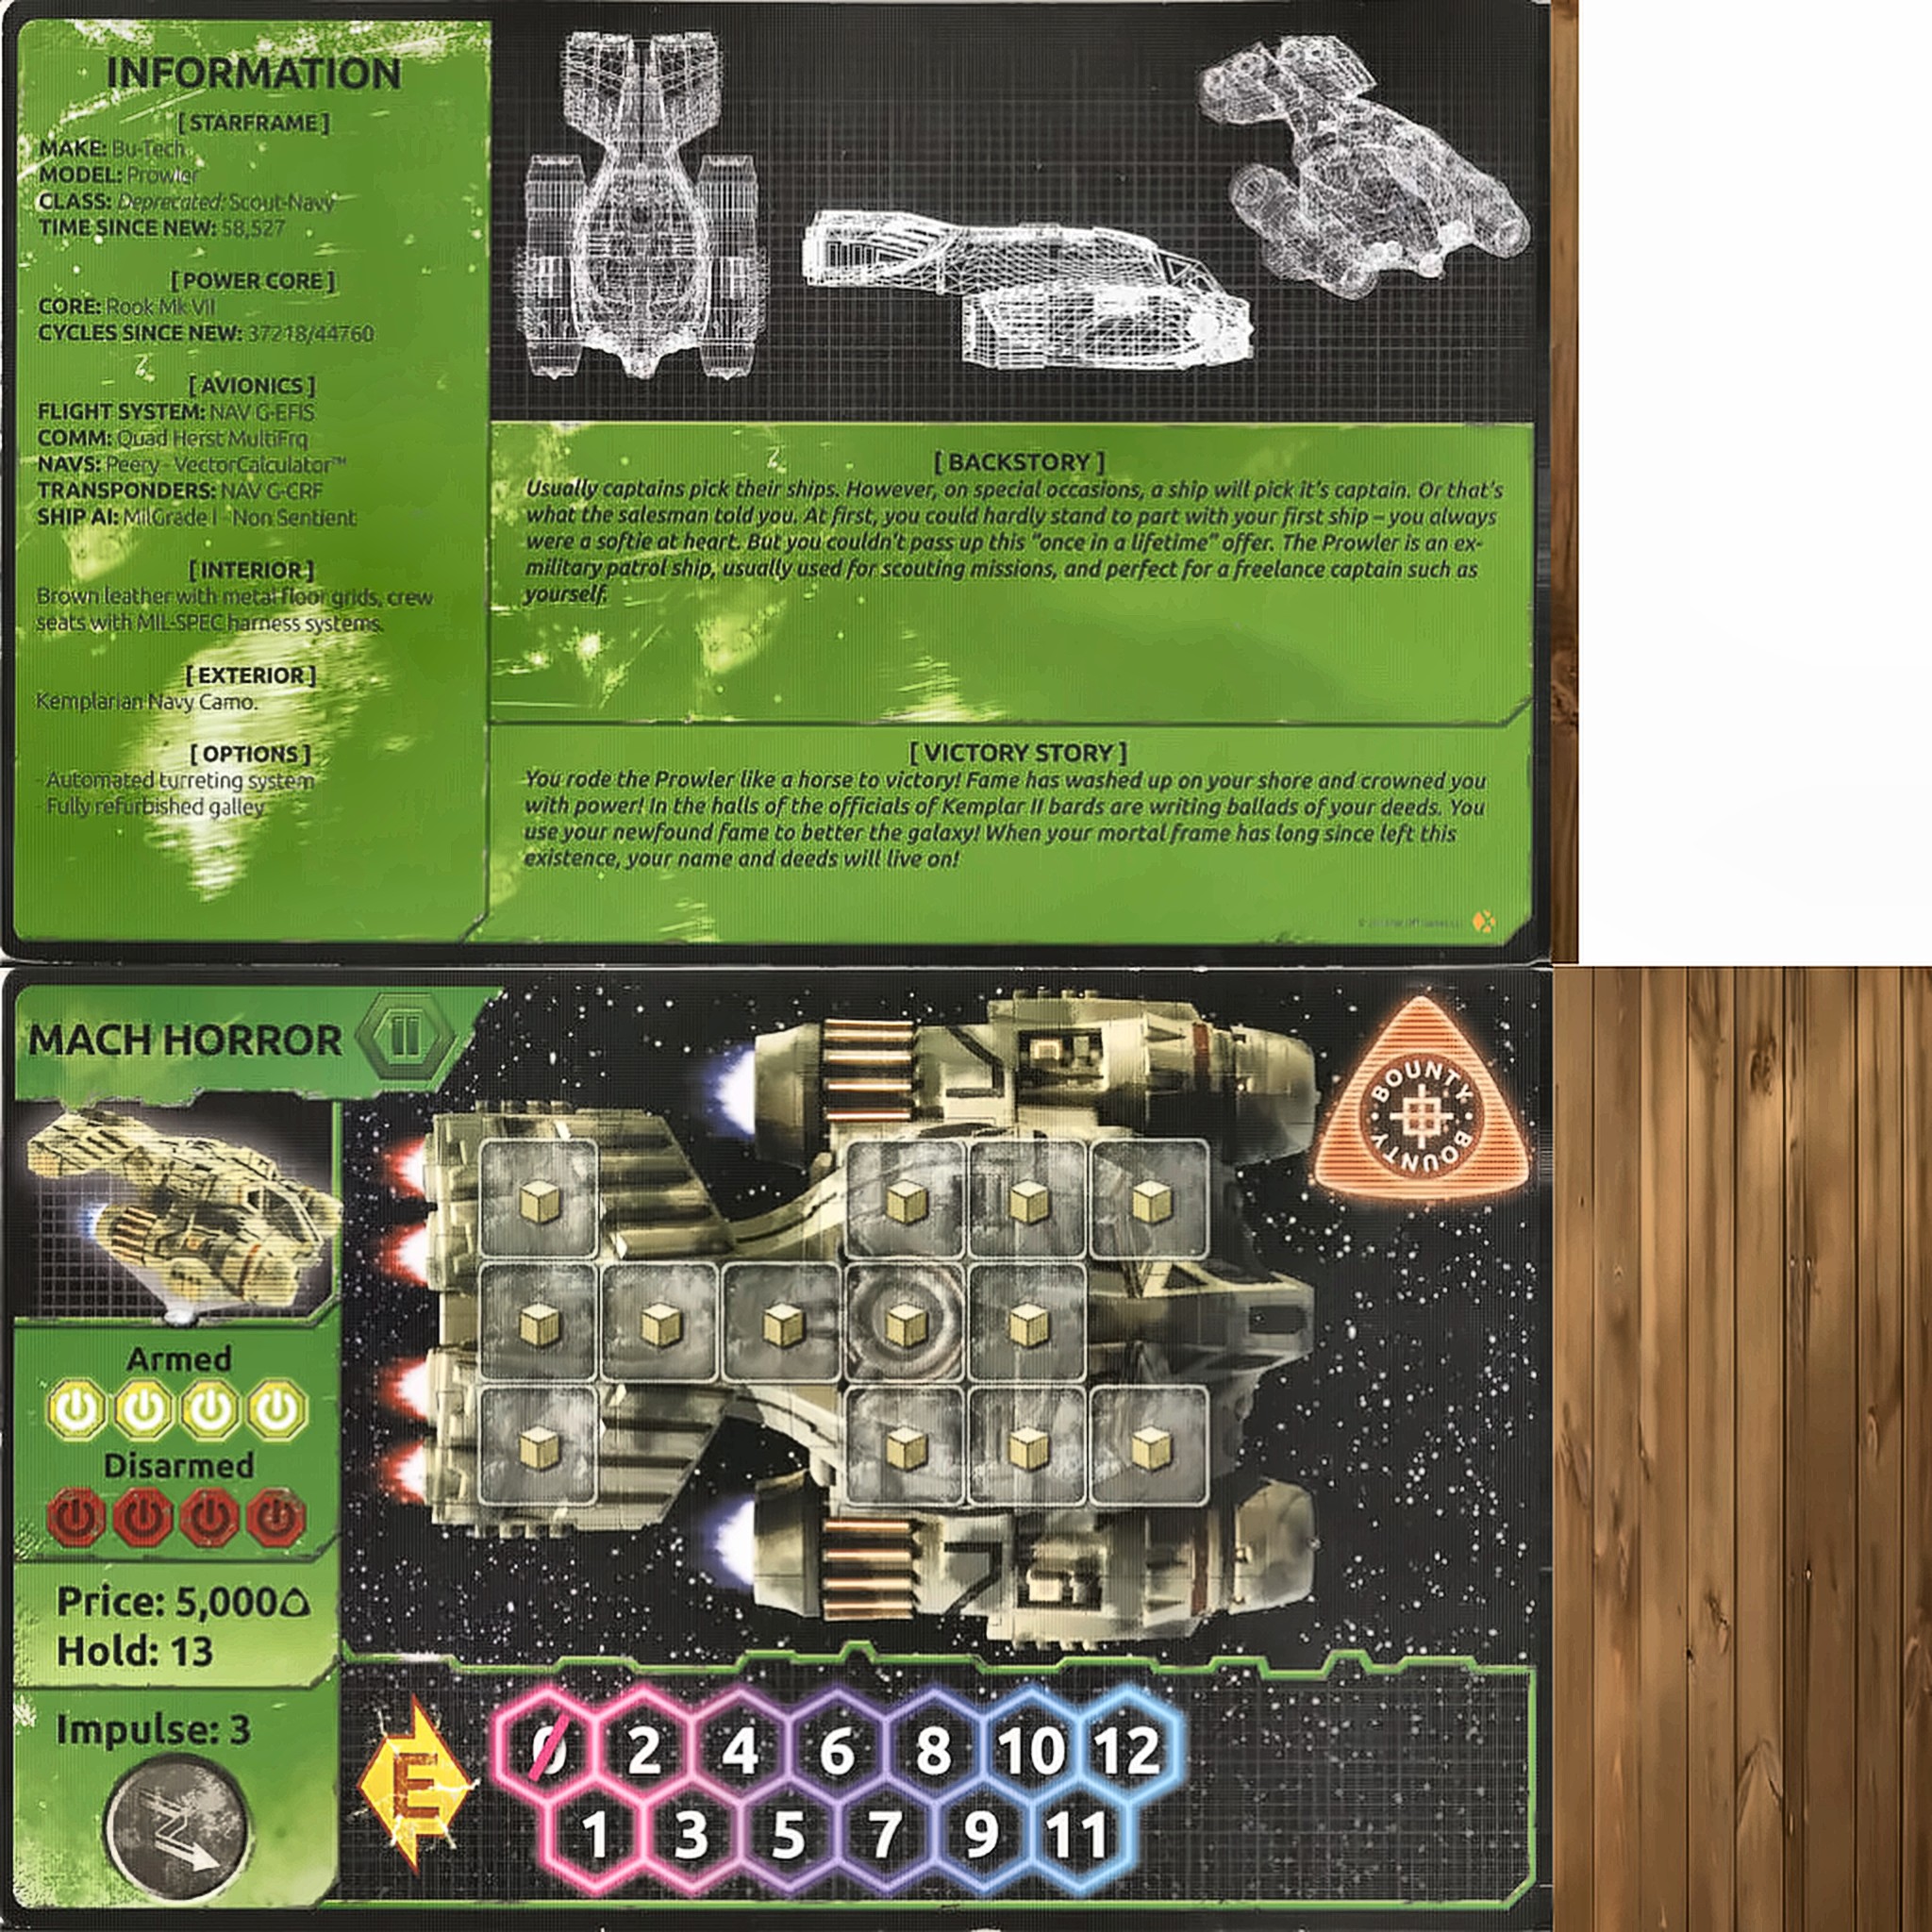 INFORMATION
[ STARFRAME ]
MAKE: Bu-Tech
MODEL: Prowler
CLASS: Deprecated: Scout-Navy
TIME SINCE NEW: 58,527
[ POWER CORE ]
CORE: Rook Mk VII
CYCLES SINCE NEW: 37218/44760
[ AVIONICS ]
FLIGHT SYSTEM: NAV G-EFIS
COMM: Quad Herst MultiFrq
NAVS: Peery - VectorCalculator™
TRANSPONDERS: NAV G-CRF
SHIP AI: MilGrade I - Non Sentient
[ INTERIOR ]
Brown leather with metal floor grids, crew
seats with MIL-SPEC harness systems.
[ EXTERIOR ]
Kemplarian Navy Camo.
[ OPTIONS ]
- Automated turreting system
- Fully refurbished galley
[ BACKSTORY ]
Usually captains pick their ships. However, on special occasions, a ship will pick it's captain. Or that's
what the salesman told you. At first, you could hardly stand to part with your first ship – you always
were a softie at heart. But you couldn't pass up this "once in a lifetime" offer. The Prowler is an ex-
military patrol ship, usually used for scouting missions, and perfect for a freelance captain such as
yourself.
[ VICTORY STORY ]
You rode the Prowler like a horse to victory! Fame has washed up on your shore and crowned you
with power! In the halls of the officials of Kemplar II bards are writing ballads of your deeds. You
use your newfound fame to better the galaxy! When your mortal frame has long since left this
existence, your name and deeds will live on!
MACH HORROR II
BOUNTY
BOUNTY
Armed
Disarmed
Price: 5,000
Hold: 13
Impulse: 3
E
0 2 4 6 8 10 12
1 3 5 7 9 11